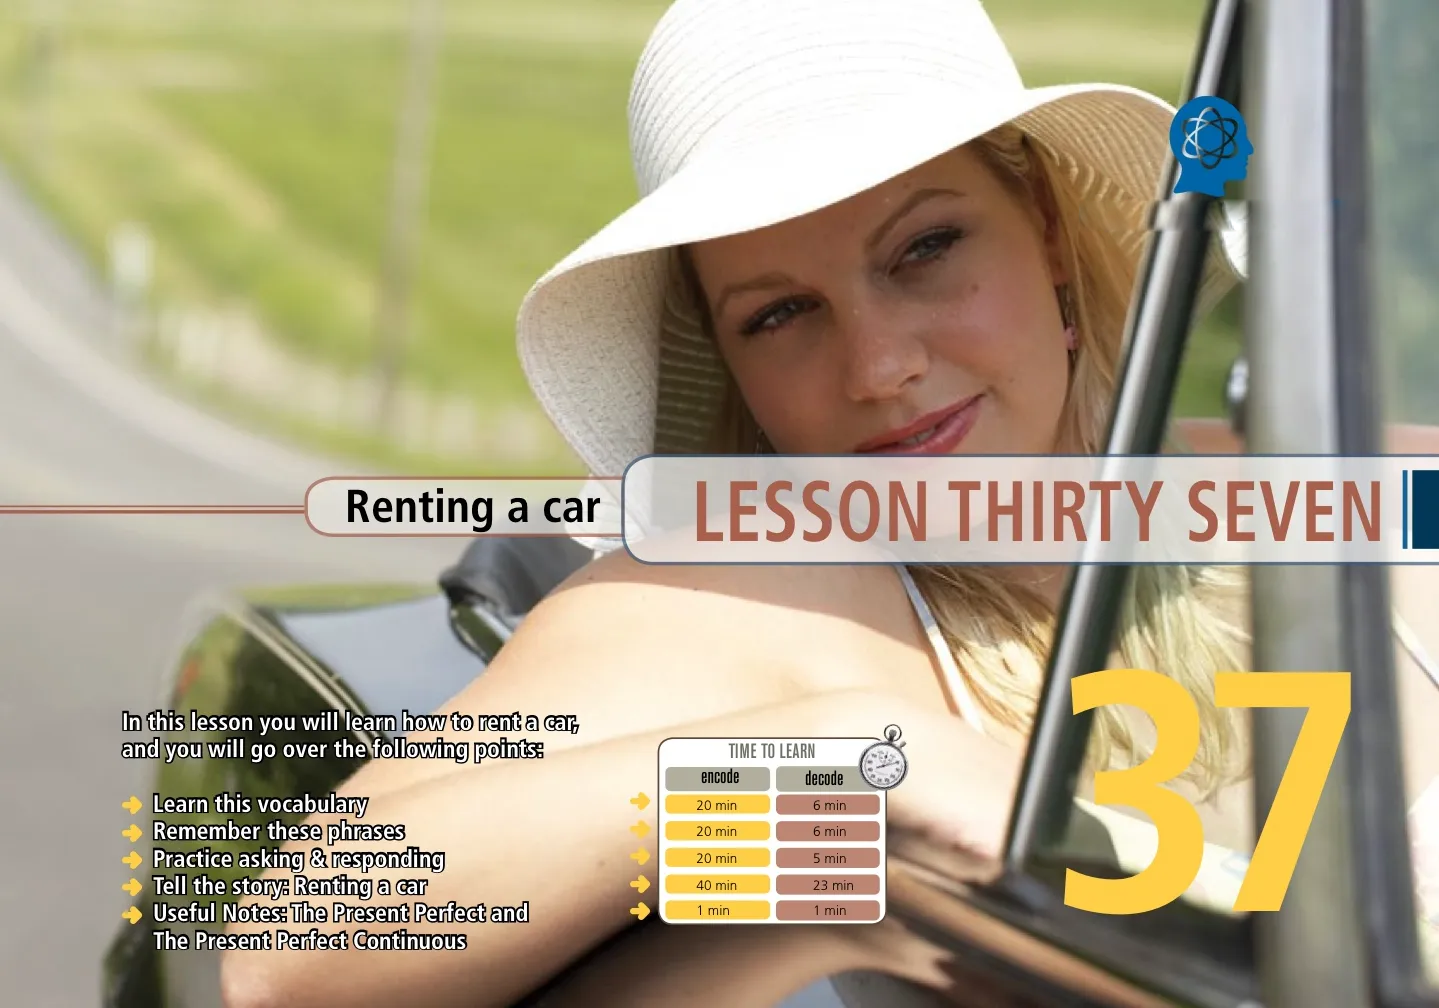 Renting a car
LESSON THIRTY SEVEN
37
In this lesson you will learn how to rent a car,
and you will go over the following points:
Learn this vocabulary
Remember these phrases
Practice asking & responding
Tell the story: Renting a car
Useful Notes: The Present Perfect and
The Present Perfect Continuous
TIME TO LEARN
encode decode
20 min 6 min
20 min 6 min
20 min 5 min
40 min 23 min
1 min 1 min